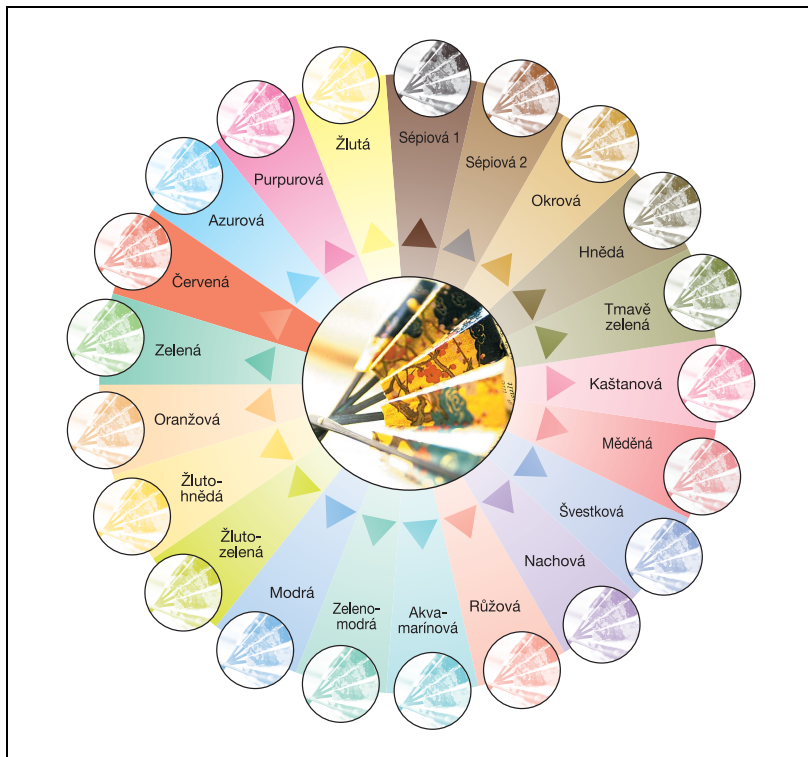 Žlutá
Sépiová 1
Sépiová 2
Okrová
Hnědá
Tmavě
zelená
Kaštanová
Měděná
Švestková
Nachová
Růžová
Akva-
marínová
Zeleno-
modrá
Modrá
Žluto-
zelená
Žluto-
hnědá
Oranžová
Zelená
Červená
Azurová
Purpurová